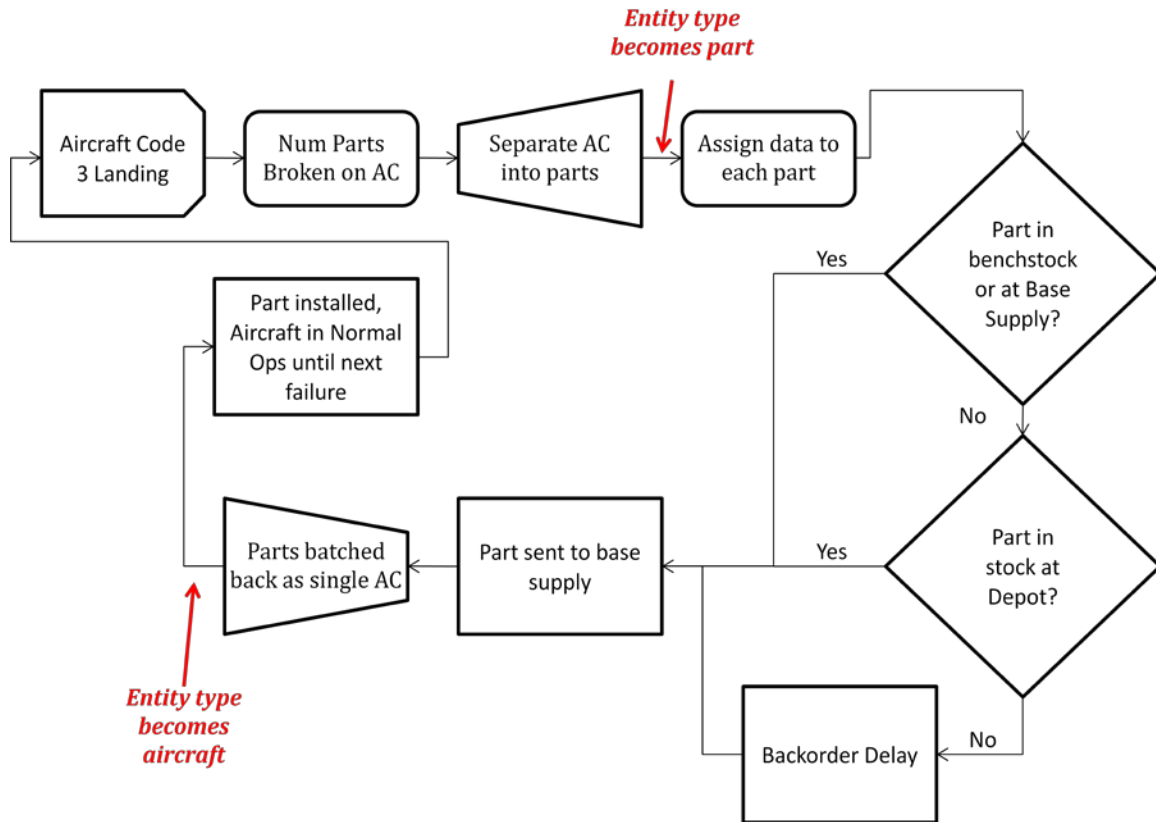 Entity type
becomes part
Aircraft Code
3 Landing
Num Parts
Broken on AC
Separate AC
into parts
Assign data to
each part
Part in
benchstock
or at Base
Supply?
Yes
No
Part installed,
Aircraft in Normal
Ops until next
failure
Parts batched
back as single AC
Part sent to base
supply
Yes
Part in
stock at
Depot?
Entity type
becomes
aircraft
Backorder Delay
No